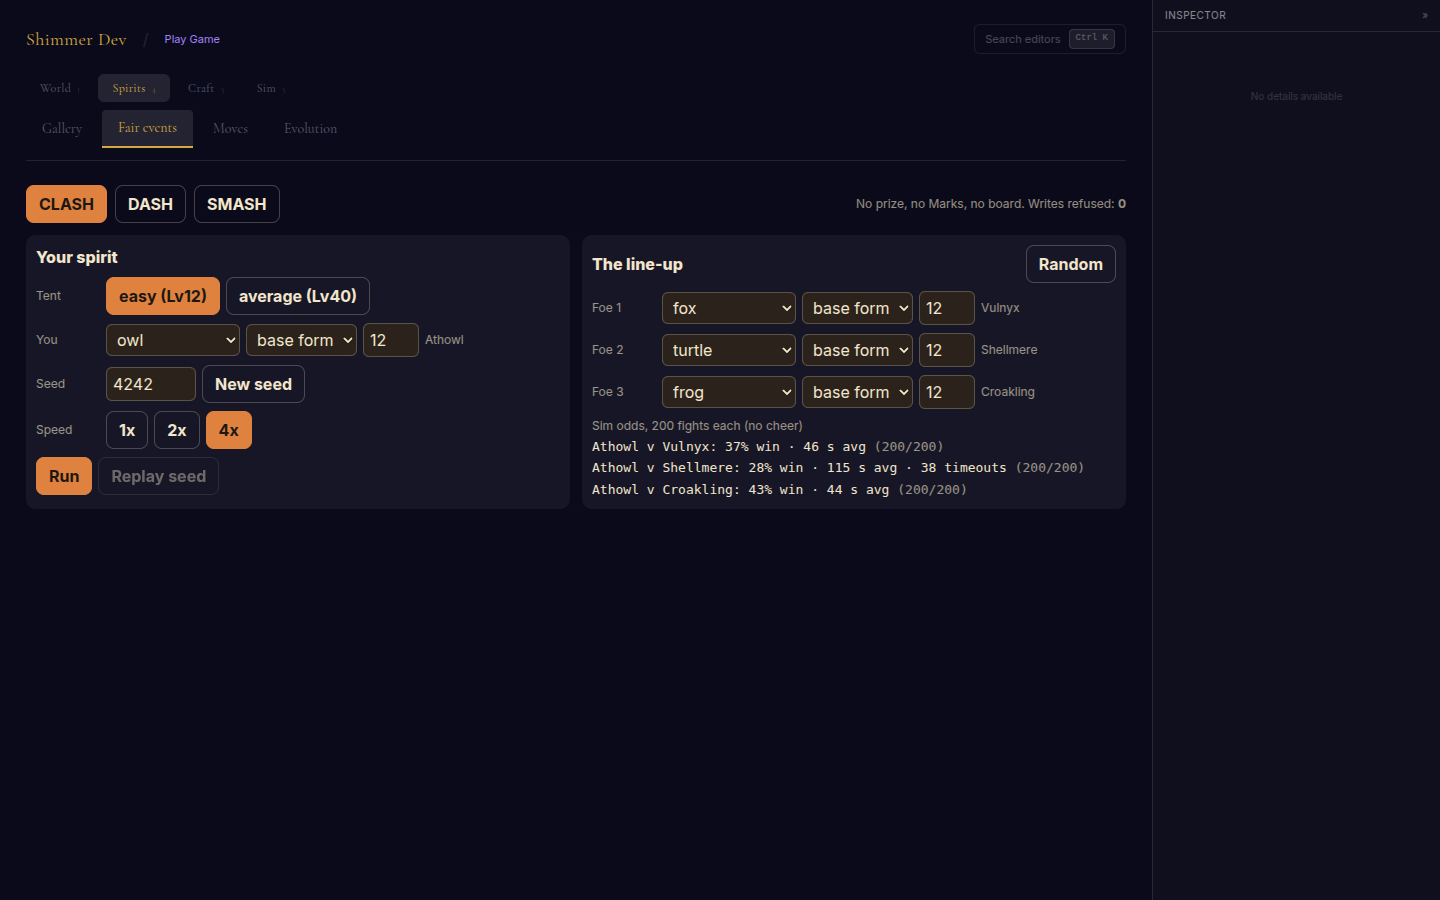 Shimmer Dev / Play Game
Search editors Ctrl K
INSPECTOR »
World Spirits 4 Craft Sim
Gallery Fair events Moves Evolution
No details available
CLASH DASH SMASH
No prize, no Marks, no board. Writes refused: 0
Your spirit
Tent easy (Lv12) average (Lv40)
You owl base form 12 Athowl
Seed 4242 New seed
Speed 1x 2x 4x
Run Replay seed
The line-up Random
Foe 1 fox base form 12 Vulnyx
Foe 2 turtle base form 12 Shellmere
Foe 3 frog base form 12 Croakling
Sim odds, 200 fights each (no cheer)
Athowl v Vulnyx: 37% win · 46 s avg (200/200)
Athowl v Shellmere: 28% win · 115 s avg · 38 timeouts (200/200)
Athowl v Croakling: 43% win · 44 s avg (200/200)